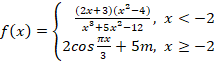 f(x) = { (2x+3)(x²−4) / x³+5x²−12 , x < −2
2cos πx/3 + 5m, x ≥ −2